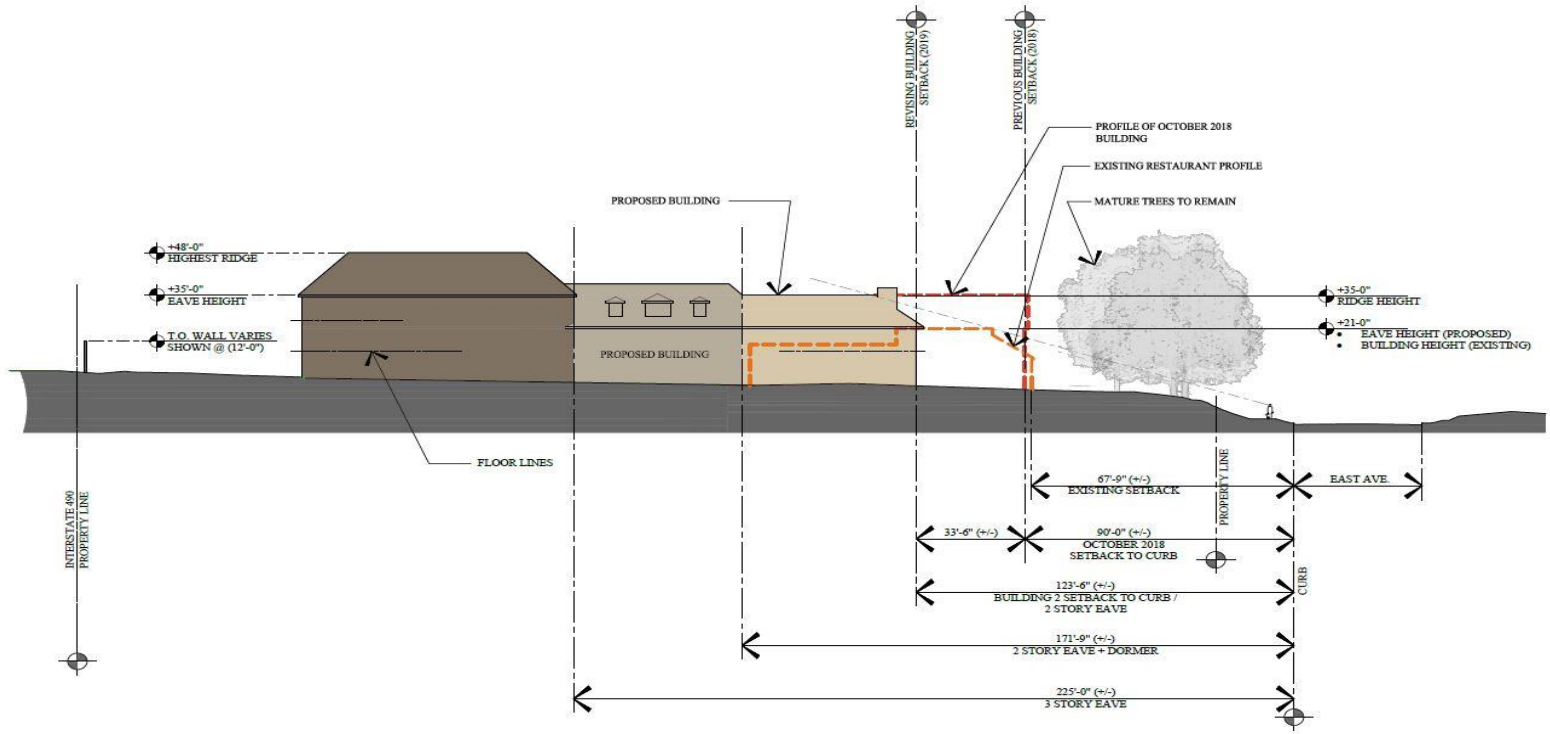 REVISING BUILDING
SETBACK (2019)
PREVIOUS BUILDING
SETBACK (2018)
PROFILE OF OCTOBER 2018
BUILDING
EXISTING RESTAURANT PROFILE
PROPOSED BUILDING
MATURE TREES TO REMAIN
+48'-0"
HIGHEST RIDGE
+35'-0"
EAVE HEIGHT
T.O. WALL VARIES
SHOWN @ (12'-0")
+35-0"
RIDGE HEIGHT
+21-0"
• EAVE HEIGHT (PROPOSED)
• BUILDING HEIGHT (EXISTING)
PROPOSED BUILDING
FLOOR LINES
INTERSTATE 490
PROPERTY LINE
67'-9" (+/-)
EXISTING SETBACK
EAST AVE.
PROPERTY LINE
33'-6" (+/-)
90'-0" (+/-)
OCTOBER 2018
SETBACK TO CURB
CURB
123'-6" (+/-)
BUILDING 2 SETBACK TO CURB /
2 STORY EAVE
171'-9" (+/-)
2 STORY EAVE + DORMER
225'-0" (+/-)
3 STORY EAVE